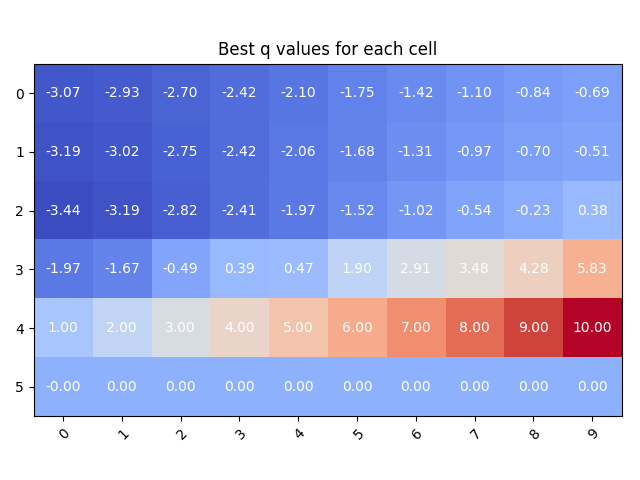 Best q values for each cell
0 -3.07 -2.93 -2.70 -2.42 -2.10 -1.75 -1.42 -1.10 -0.84 -0.69
1 -3.19 -3.02 -2.75 -2.42 -2.06 -1.68 -1.31 -0.97 -0.70 -0.51
2 -3.44 -3.19 -2.82 -2.41 -1.97 -1.52 -1.02 -0.54 -0.23 0.38
3 -1.97 -1.67 -0.49 0.39 0.47 1.90 2.91 3.48 4.28 5.83
4 1.00 2.00 3.00 4.00 5.00 6.00 7.00 8.00 9.00 10.00
5 -0.00 0.00 0.00 0.00 0.00 0.00 0.00 0.00 0.00 0.00
0 1 2 3 4 5 6 7 8 9